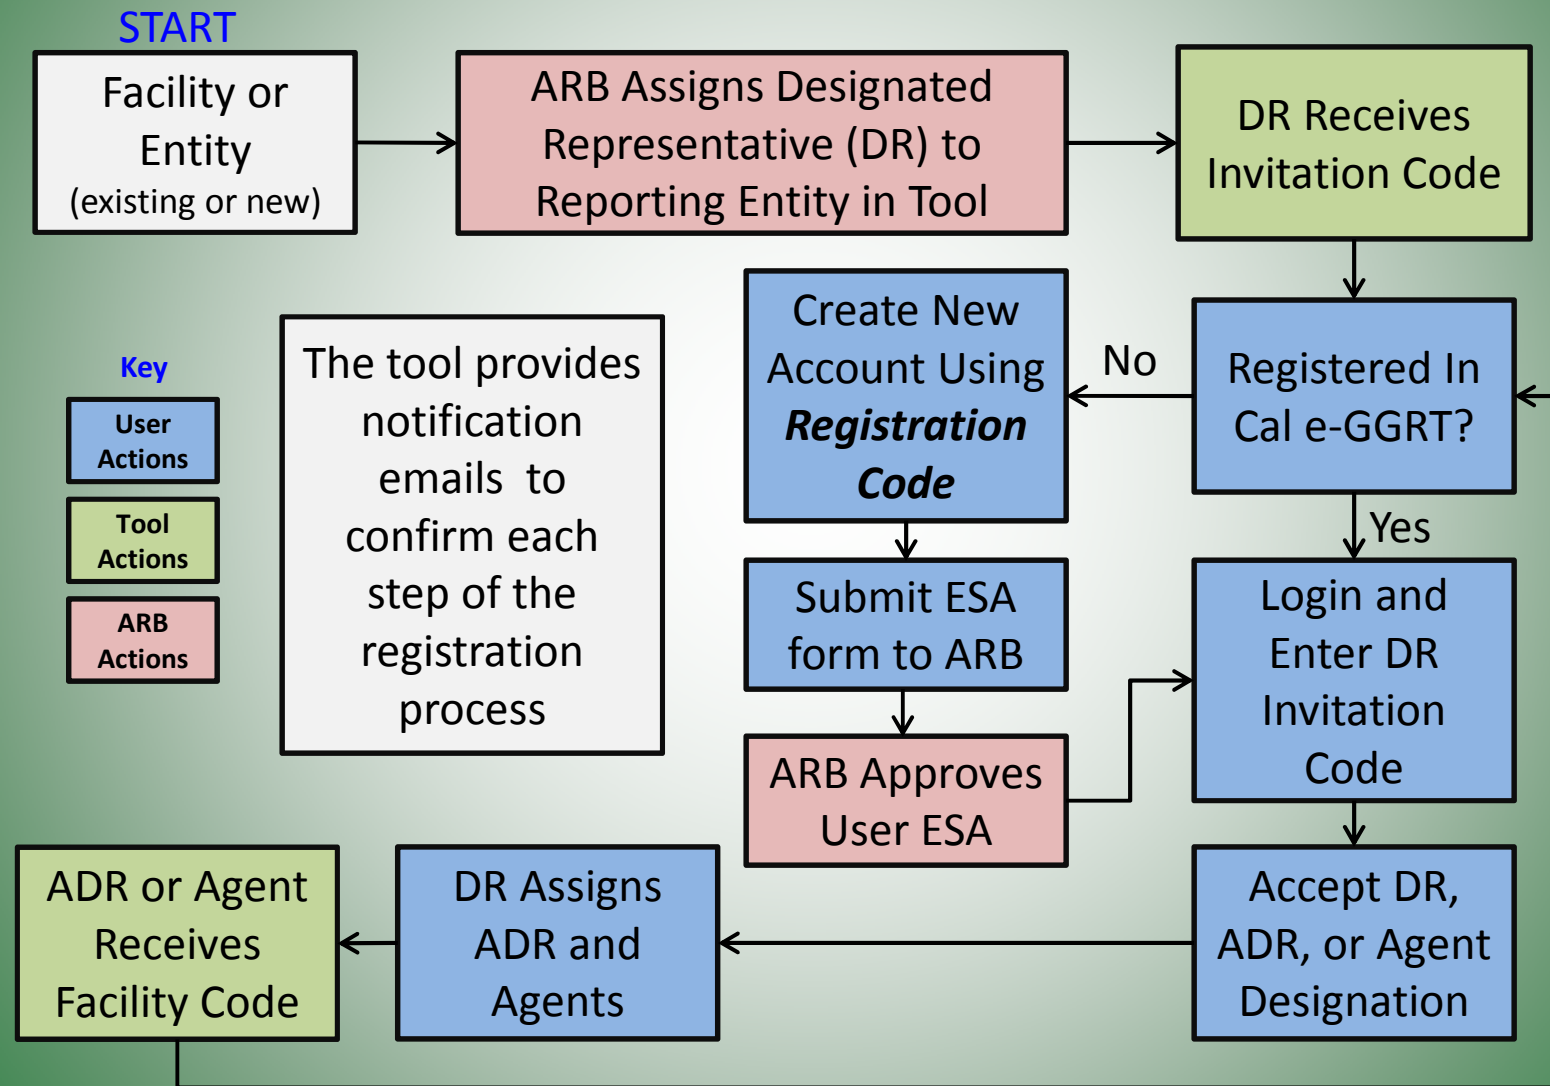 START
Facility or
Entity
(existing or new)
ARB Assigns Designated
Representative (DR) to
Reporting Entity in Tool
DR Receives
Invitation Code
Registered In
Cal e-GGRT?
No
Yes
Create New
Account Using
Registration
Code
Submit ESA
form to ARB
ARB Approves
User ESA
Login and
Enter DR
Invitation
Code
Accept DR,
ADR, or Agent
Designation
DR Assigns
ADR and
Agents
ADR or Agent
Receives
Facility Code
The tool provides
notification
emails  to
confirm each
step of the
registration
process
Key
User
Actions
Tool
Actions
ARB
Actions